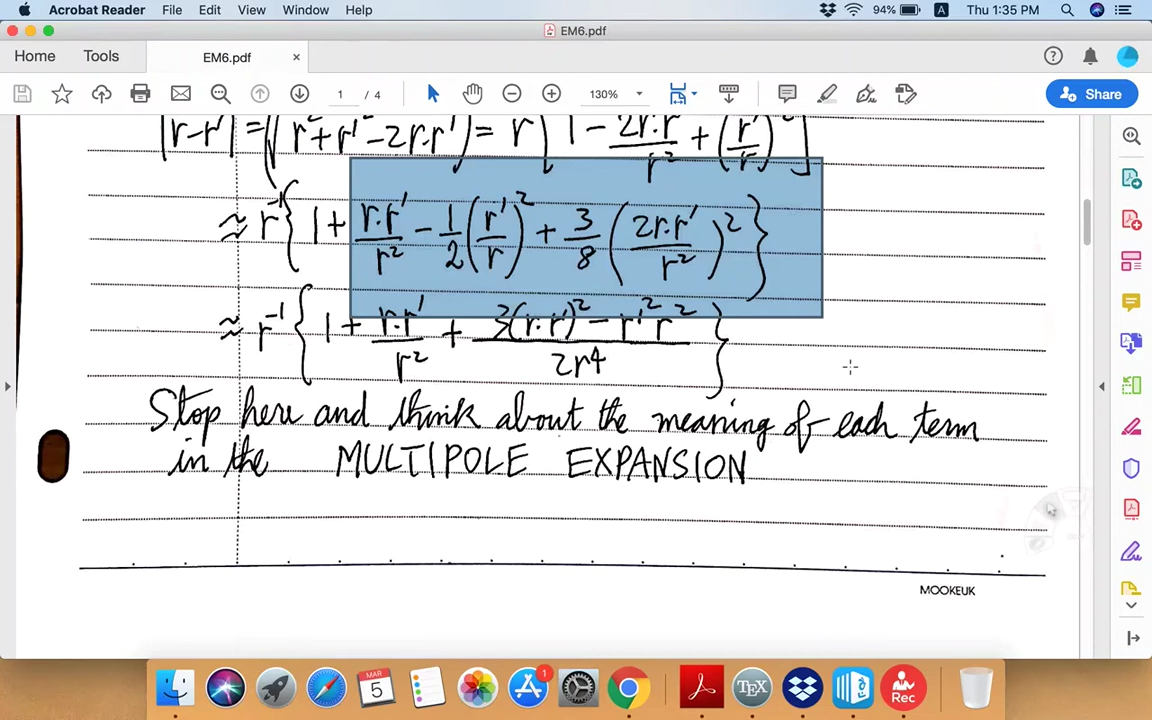 Acrobat Reader File Edit View Window Help 94% A Thu 1:35 PM
EM6.pdf
Home Tools EM6.pdf ×
1 / 4 130% Share
|r-r'| = (r²+r'²-2r.r') = r[1 - 2r.r/r² + (r'/r)²]
≈ r⁻¹{1 + r.r'/r² - 1/2(r'/r)² + 3/8(2r.r'/r²)²}
≈ r⁻¹{1 + r.r'/r² + 3(r.r')² - r'²r²/2r⁴}
Stop here and think about the meaning of each term
in the MULTIPOLE EXPANSION
MOOKEUK
MAR 5 1 TEX Rec